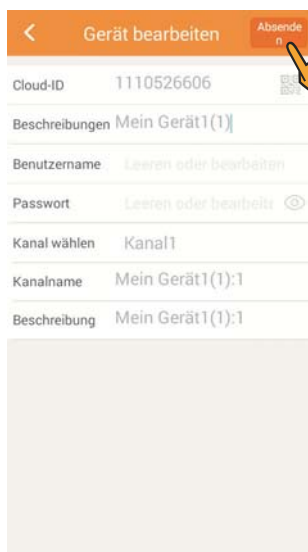 Gerät bearbeiten
Absende
n
Cloud-ID 1110526606
Beschreibungen Mein Gerät1(1)
Benutzername Leeren oder bearbeiten
Passwort Leeren oder bearbeite
Kanal wählen Kanal1
Kanalname Mein Gerät1(1):1
Beschreibung Mein Gerät1(1):1